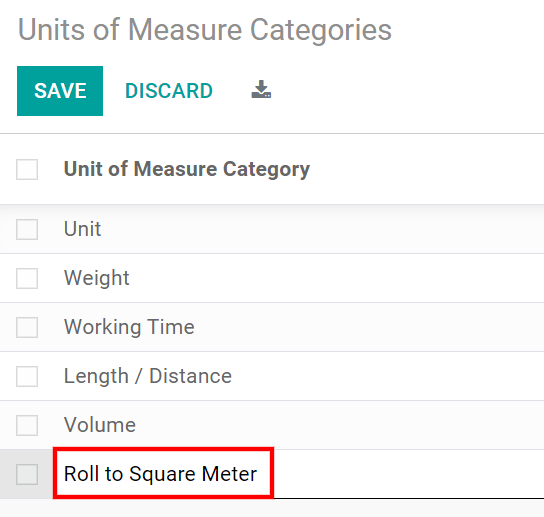 Units of Measure Categories
SAVE DISCARD
Unit of Measure Category
Unit
Weight
Working Time
Length / Distance
Volume
Roll to Square Meter